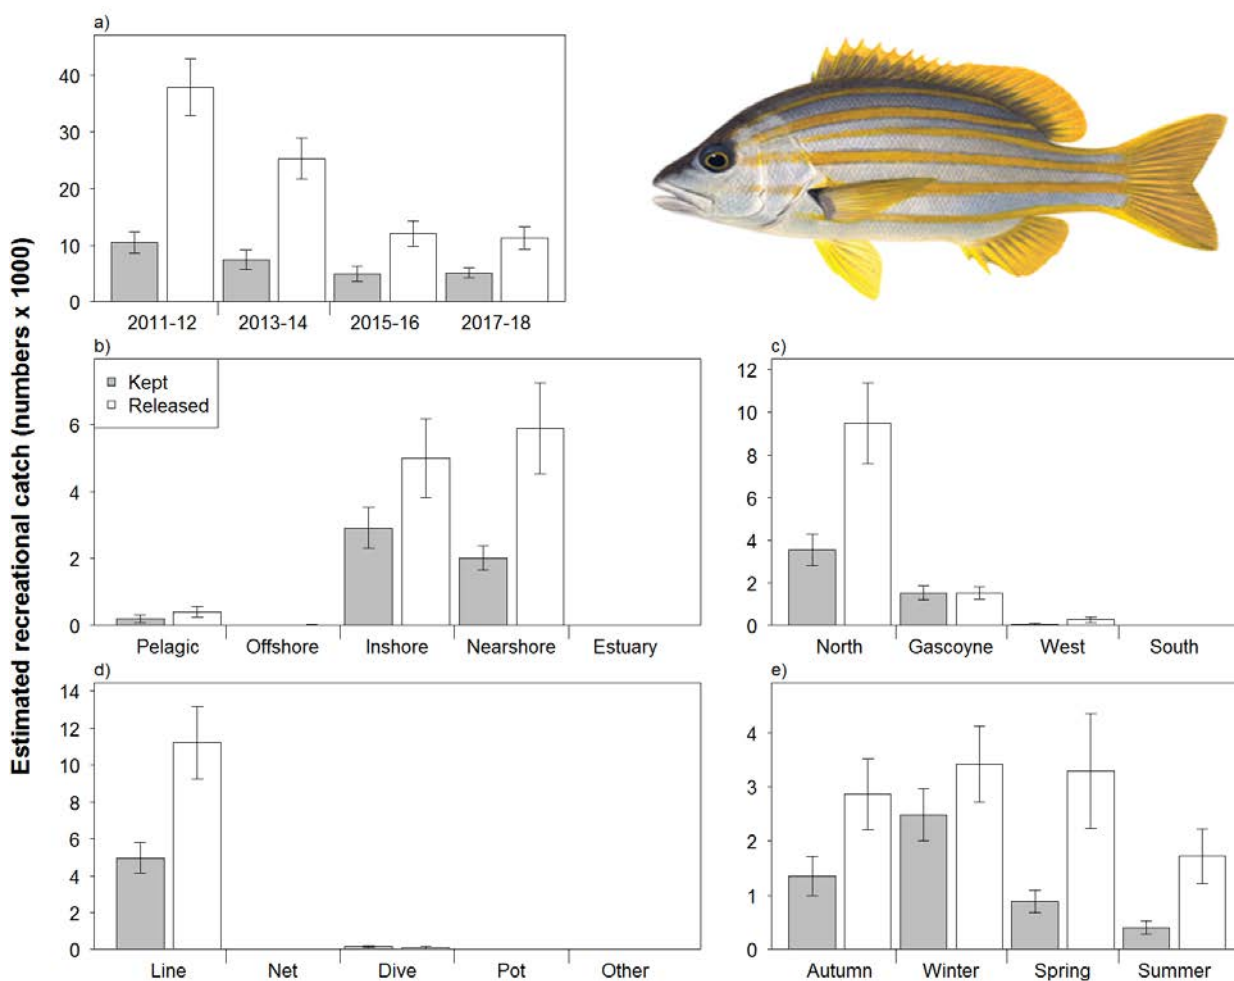 Estimated recreational catch (numbers x 1000)
a)
40
30
20
10
0
2011-12 2013-14 2015-16 2017-18
b)
Kept
Released
6
4
2
0
Pelagic Offshore Inshore Nearshore Estuary
c)
12
10
8
6
4
2
0
North Gascoyne West South
d)
14
12
10
8
6
4
2
0
Line Net Dive Pot Other
e)
4
3
2
1
0
Autumn Winter Spring Summer